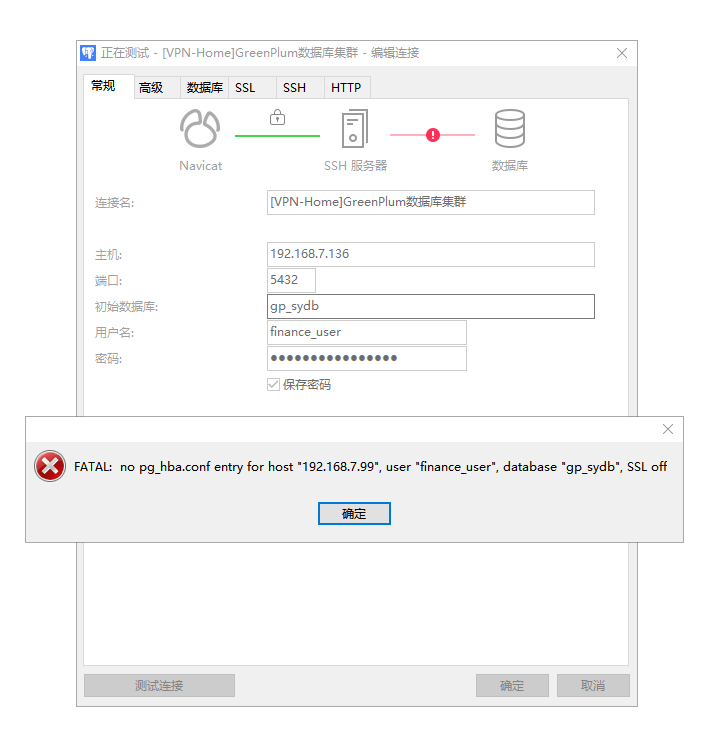 正在测试 - [VPN-Home]GreenPlum数据库集群 - 编辑连接
常规 高级 数据库 SSL SSH HTTP
Navicat SSH 服务器 数据库
连接名: [VPN-Home]GreenPlum数据库集群
主机: 192.168.7.136
端口: 5432
初始数据库: gp_sydb
用户名: finance_user
密码: ●●●●●●●●●●●●●●●●
保存密码
FATAL: no pg_hba.conf entry for host "192.168.7.99", user "finance_user", database "gp_sydb", SSL off
确定
测试连接 确定 取消